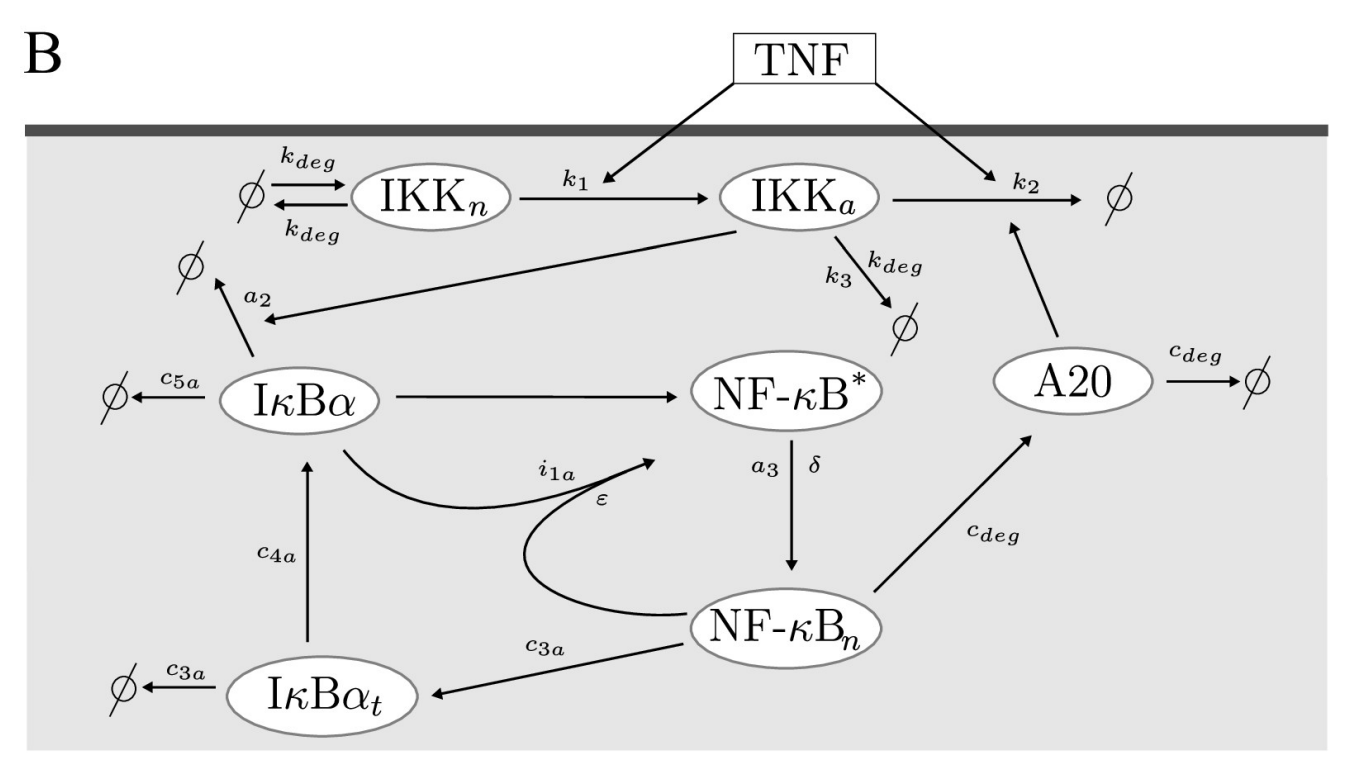 B
TNF
k_deg
∅ IKK_n k_1 IKK_a k_2 ∅
k_deg
∅ a_2
k_3 k_deg
∅
∅ c_5a IκBα NF-κB* A20 c_deg ∅
i_1a
ε
a_3 δ
c_4a
c_deg
NF-κB_n
c_3a
∅ c_3a IκBα_t